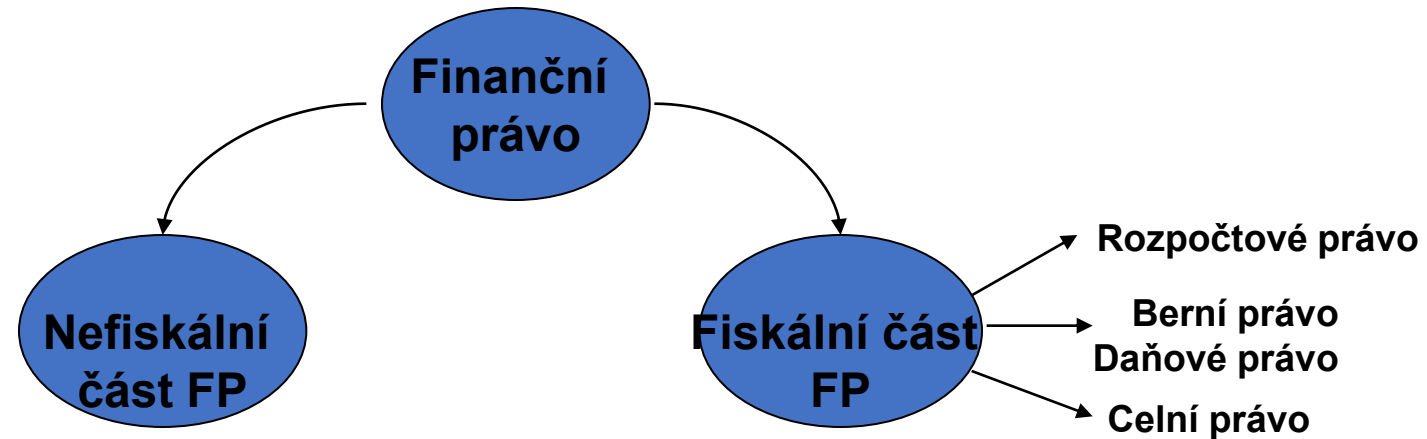 Finanční
právo
Nefiskální
část FP
Fiskální část
FP
Rozpočtové právo
Berní právo
Daňové právo
Celní právo